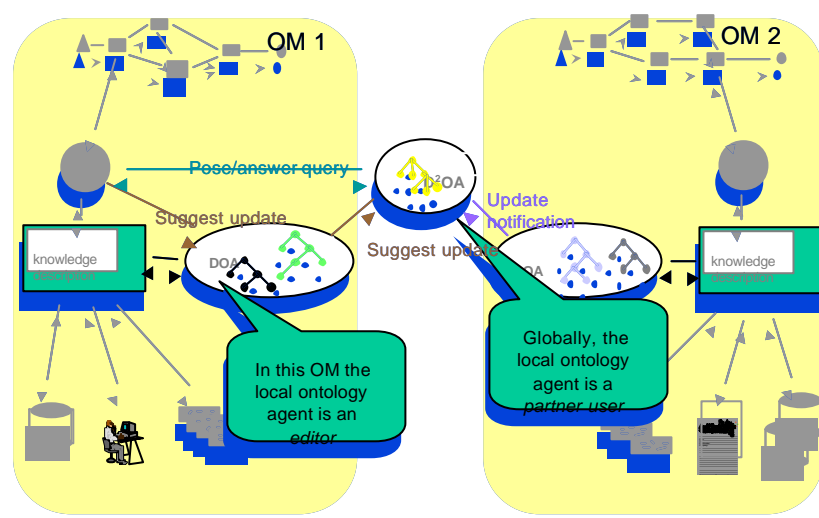 OM 1
OM 2
Pose/answer query
D²OA
Suggest update
Update
notification
Suggest update
knowledge
description
DOA
OA
knowledge
description
In this OM the
local ontology
agent is an
editor
Globally, the
local ontology
agent is a
partner user